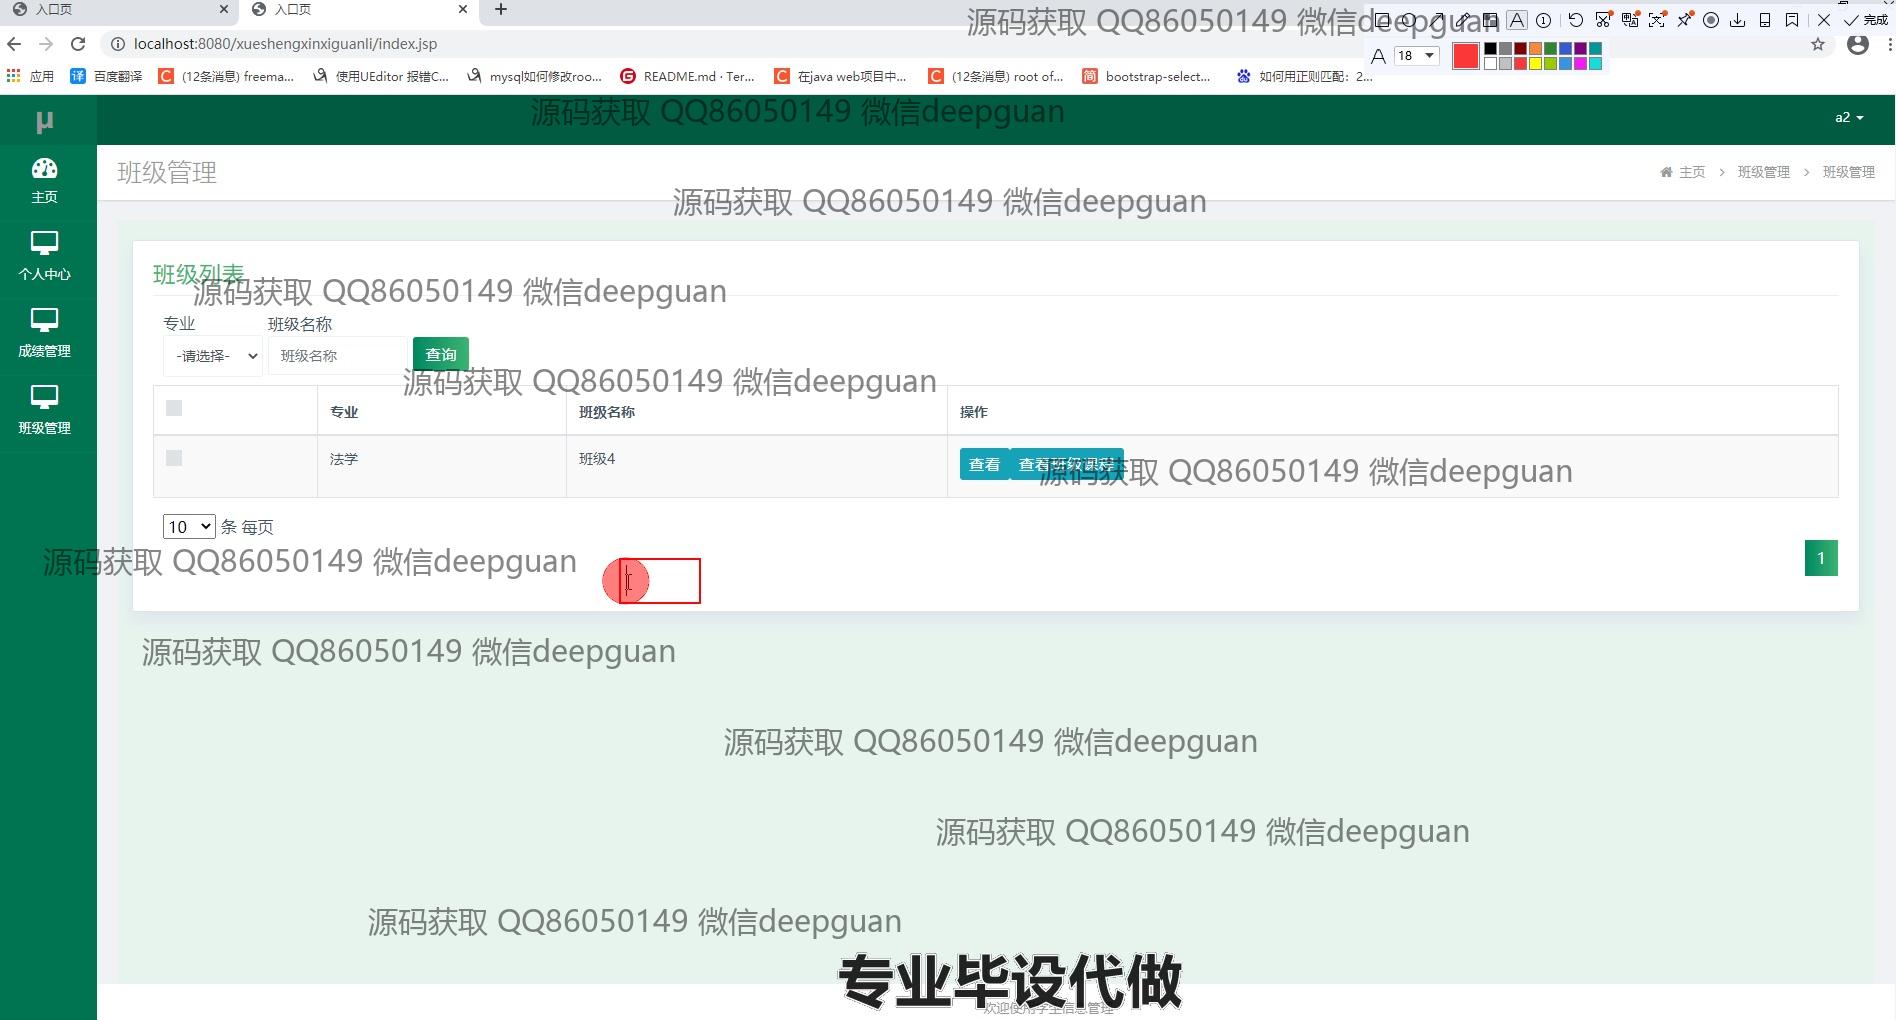 入口页
入口页
源码获取 QQ86050149 微信deepguan
完成
localhost:8080/xueshengxinxiguanli/index.jsp
18
应用
百度翻译
(12条消息) freema...
使用UEditor 报错C...
mysql如何修改roo...
README.md · Ter...
在java web项目中...
(12条消息) root of...
bootstrap-select...
如何用正则匹配：2...
μ
源码获取 QQ86050149 微信deepguan
a2
主页
班级管理
主页
班级管理
班级管理
源码获取 QQ86050149 微信deepguan
个人中心
班级列表
源码获取 QQ86050149 微信deepguan
专业
班级名称
成绩管理
-请选择-
班级名称
查询
源码获取 QQ86050149 微信deepguan
专业
班级名称
操作
班级管理
法学
班级4
查看
查看班级课程
源码获取 QQ86050149 微信deepguan
10
条 每页
源码获取 QQ86050149 微信deepguan
1
源码获取 QQ86050149 微信deepguan
源码获取 QQ86050149 微信deepguan
源码获取 QQ86050149 微信deepguan
源码获取 QQ86050149 微信deepguan
专业毕设代做
欢迎使用学生信息管理